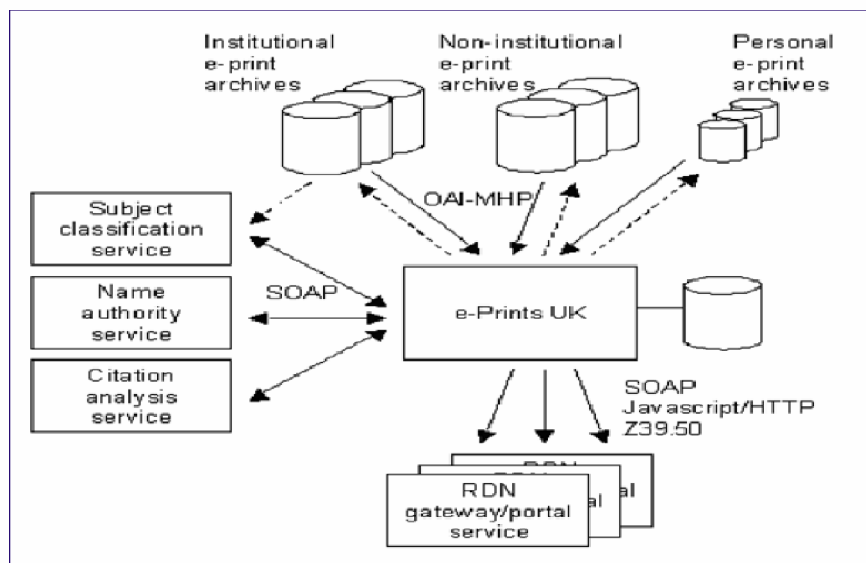 Institutional
e-print
archives
Non-institutional
e-print
archives
Personal
e-print
archives
OAI-MHP
Subject
classification
service
Name
authority
service
Citation
analysis
service
SOAP
e-Prints UK
SOAP
Javascript/HTTP
Z39.50
RDN
gateway/portal
service